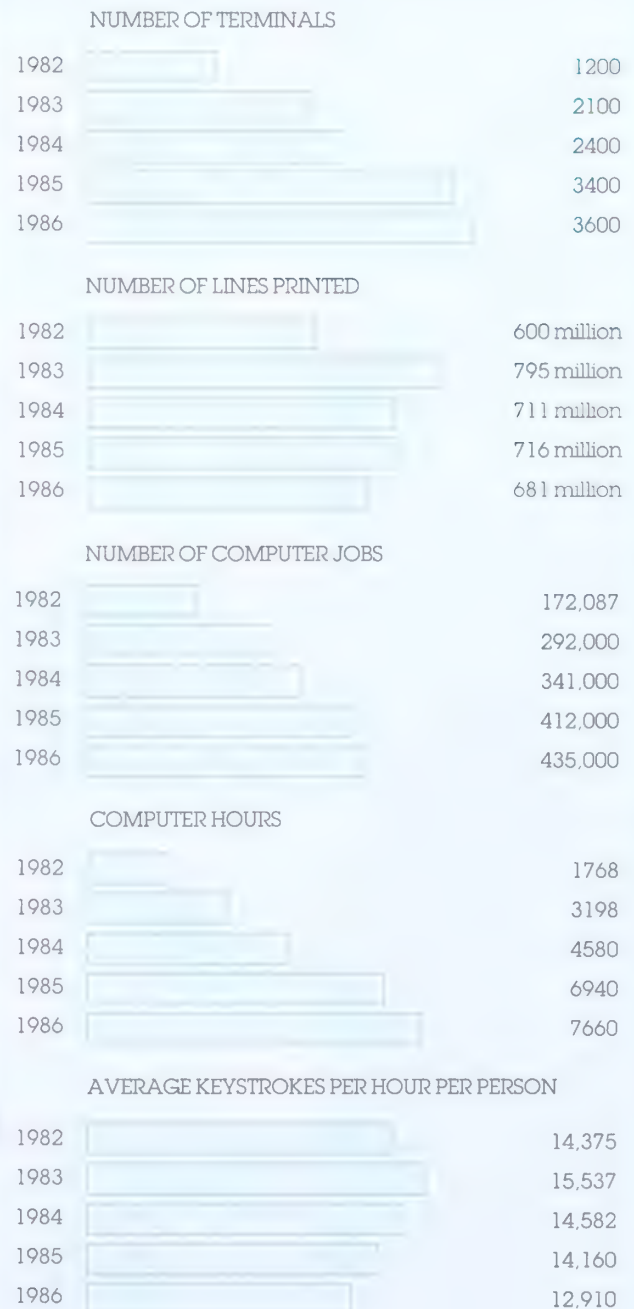 NUMBER OF TERMINALS
1982 1200
1983 2100
1984 2400
1985 3400
1986 3600
NUMBER OF LINES PRINTED
1982 600 million
1983 795 million
1984 711 million
1985 716 million
1986 681 million
NUMBER OF COMPUTER JOBS
1982 172,087
1983 292,000
1984 341,000
1985 412,000
1986 435,000
COMPUTER HOURS
1982 1768
1983 3198
1984 4580
1985 6940
1986 7660
AVERAGE KEYSTROKES PER HOUR PER PERSON
1982 14,375
1983 15,537
1984 14,582
1985 14,160
1986 12,910